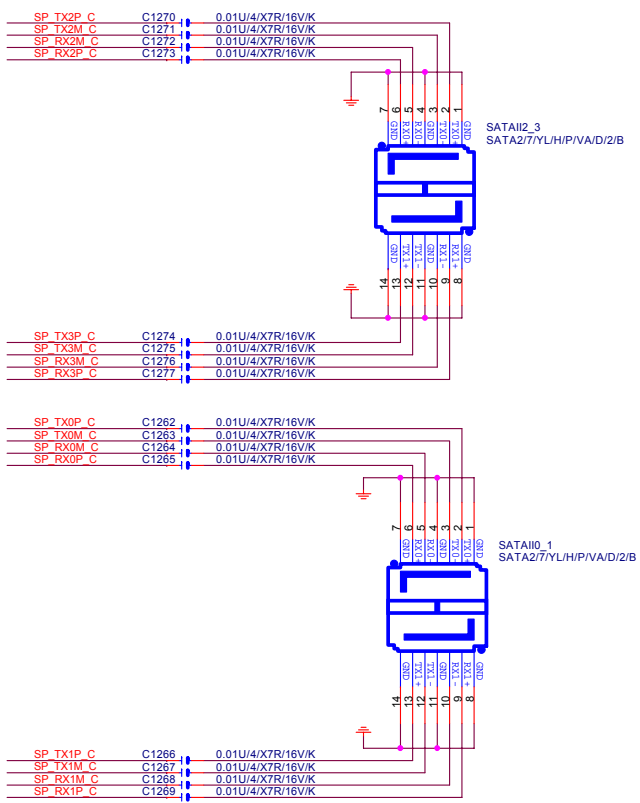 SP_TX2P_C C1270 0.01U/4/X7R/16V/K
SP_TX2M_C C1271 0.01U/4/X7R/16V/K
SP_RX2M_C C1272 0.01U/4/X7R/16V/K
SP_RX2P_C C1273 0.01U/4/X7R/16V/K
7 6 5 4 3 2 1
GND RX0+ RX0- GND TX0- TX0+ GND
SATAII2_3
SATA2/7/YL/H/P/VA/D/2/B
GND TX1+ TX1- GND RX1- RX1+ GND
14 13 12 11 10 9 8
SP_TX3P_C C1274 0.01U/4/X7R/16V/K
SP_TX3M_C C1275 0.01U/4/X7R/16V/K
SP_RX3M_C C1276 0.01U/4/X7R/16V/K
SP_RX3P_C C1277 0.01U/4/X7R/16V/K
SP_TX0P_C C1262 0.01U/4/X7R/16V/K
SP_TX0M_C C1263 0.01U/4/X7R/16V/K
SP_RX0M_C C1264 0.01U/4/X7R/16V/K
SP_RX0P_C C1265 0.01U/4/X7R/16V/K
7 6 5 4 3 2 1
GND RX0+ RX0- GND TX0- TX0+ GND
SATAII0_1
SATA2/7/YL/H/P/VA/D/2/B
GND TX1+ TX1- GND RX1- RX1+ GND
14 13 12 11 10 9 8
SP_TX1P_C C1266 0.01U/4/X7R/16V/K
SP_TX1M_C C1267 0.01U/4/X7R/16V/K
SP_RX1M_C C1268 0.01U/4/X7R/16V/K
SP_RX1P_C C1269 0.01U/4/X7R/16V/K